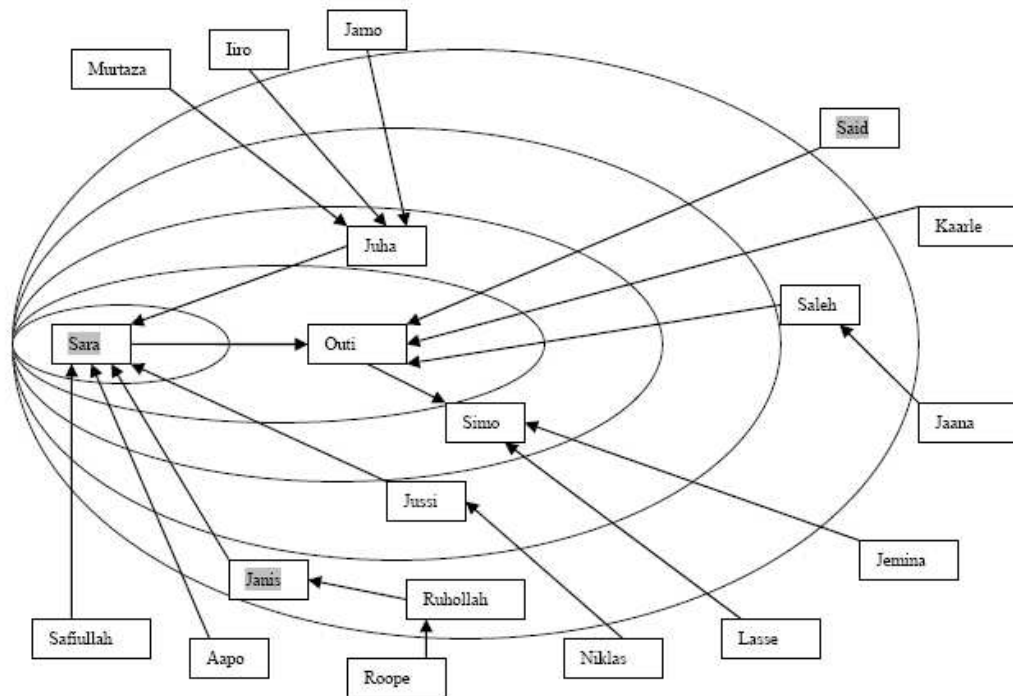 Jarno
Iiro
Murtaza
Said
Kaarle
Juha
Saleh
Sara
Outi
Simo
Jaana
Jussi
Jemina
Janis
Ruhollah
Safiullah
Aapo
Roope
Niklas
Lasse